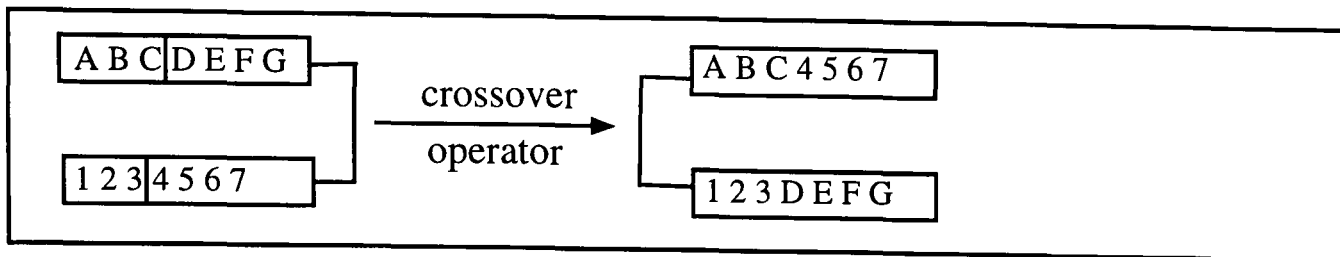 A B C D E F G
1 2 3 4 5 6 7
crossover
operator
A B C 4 5 6 7
1 2 3 D E F G